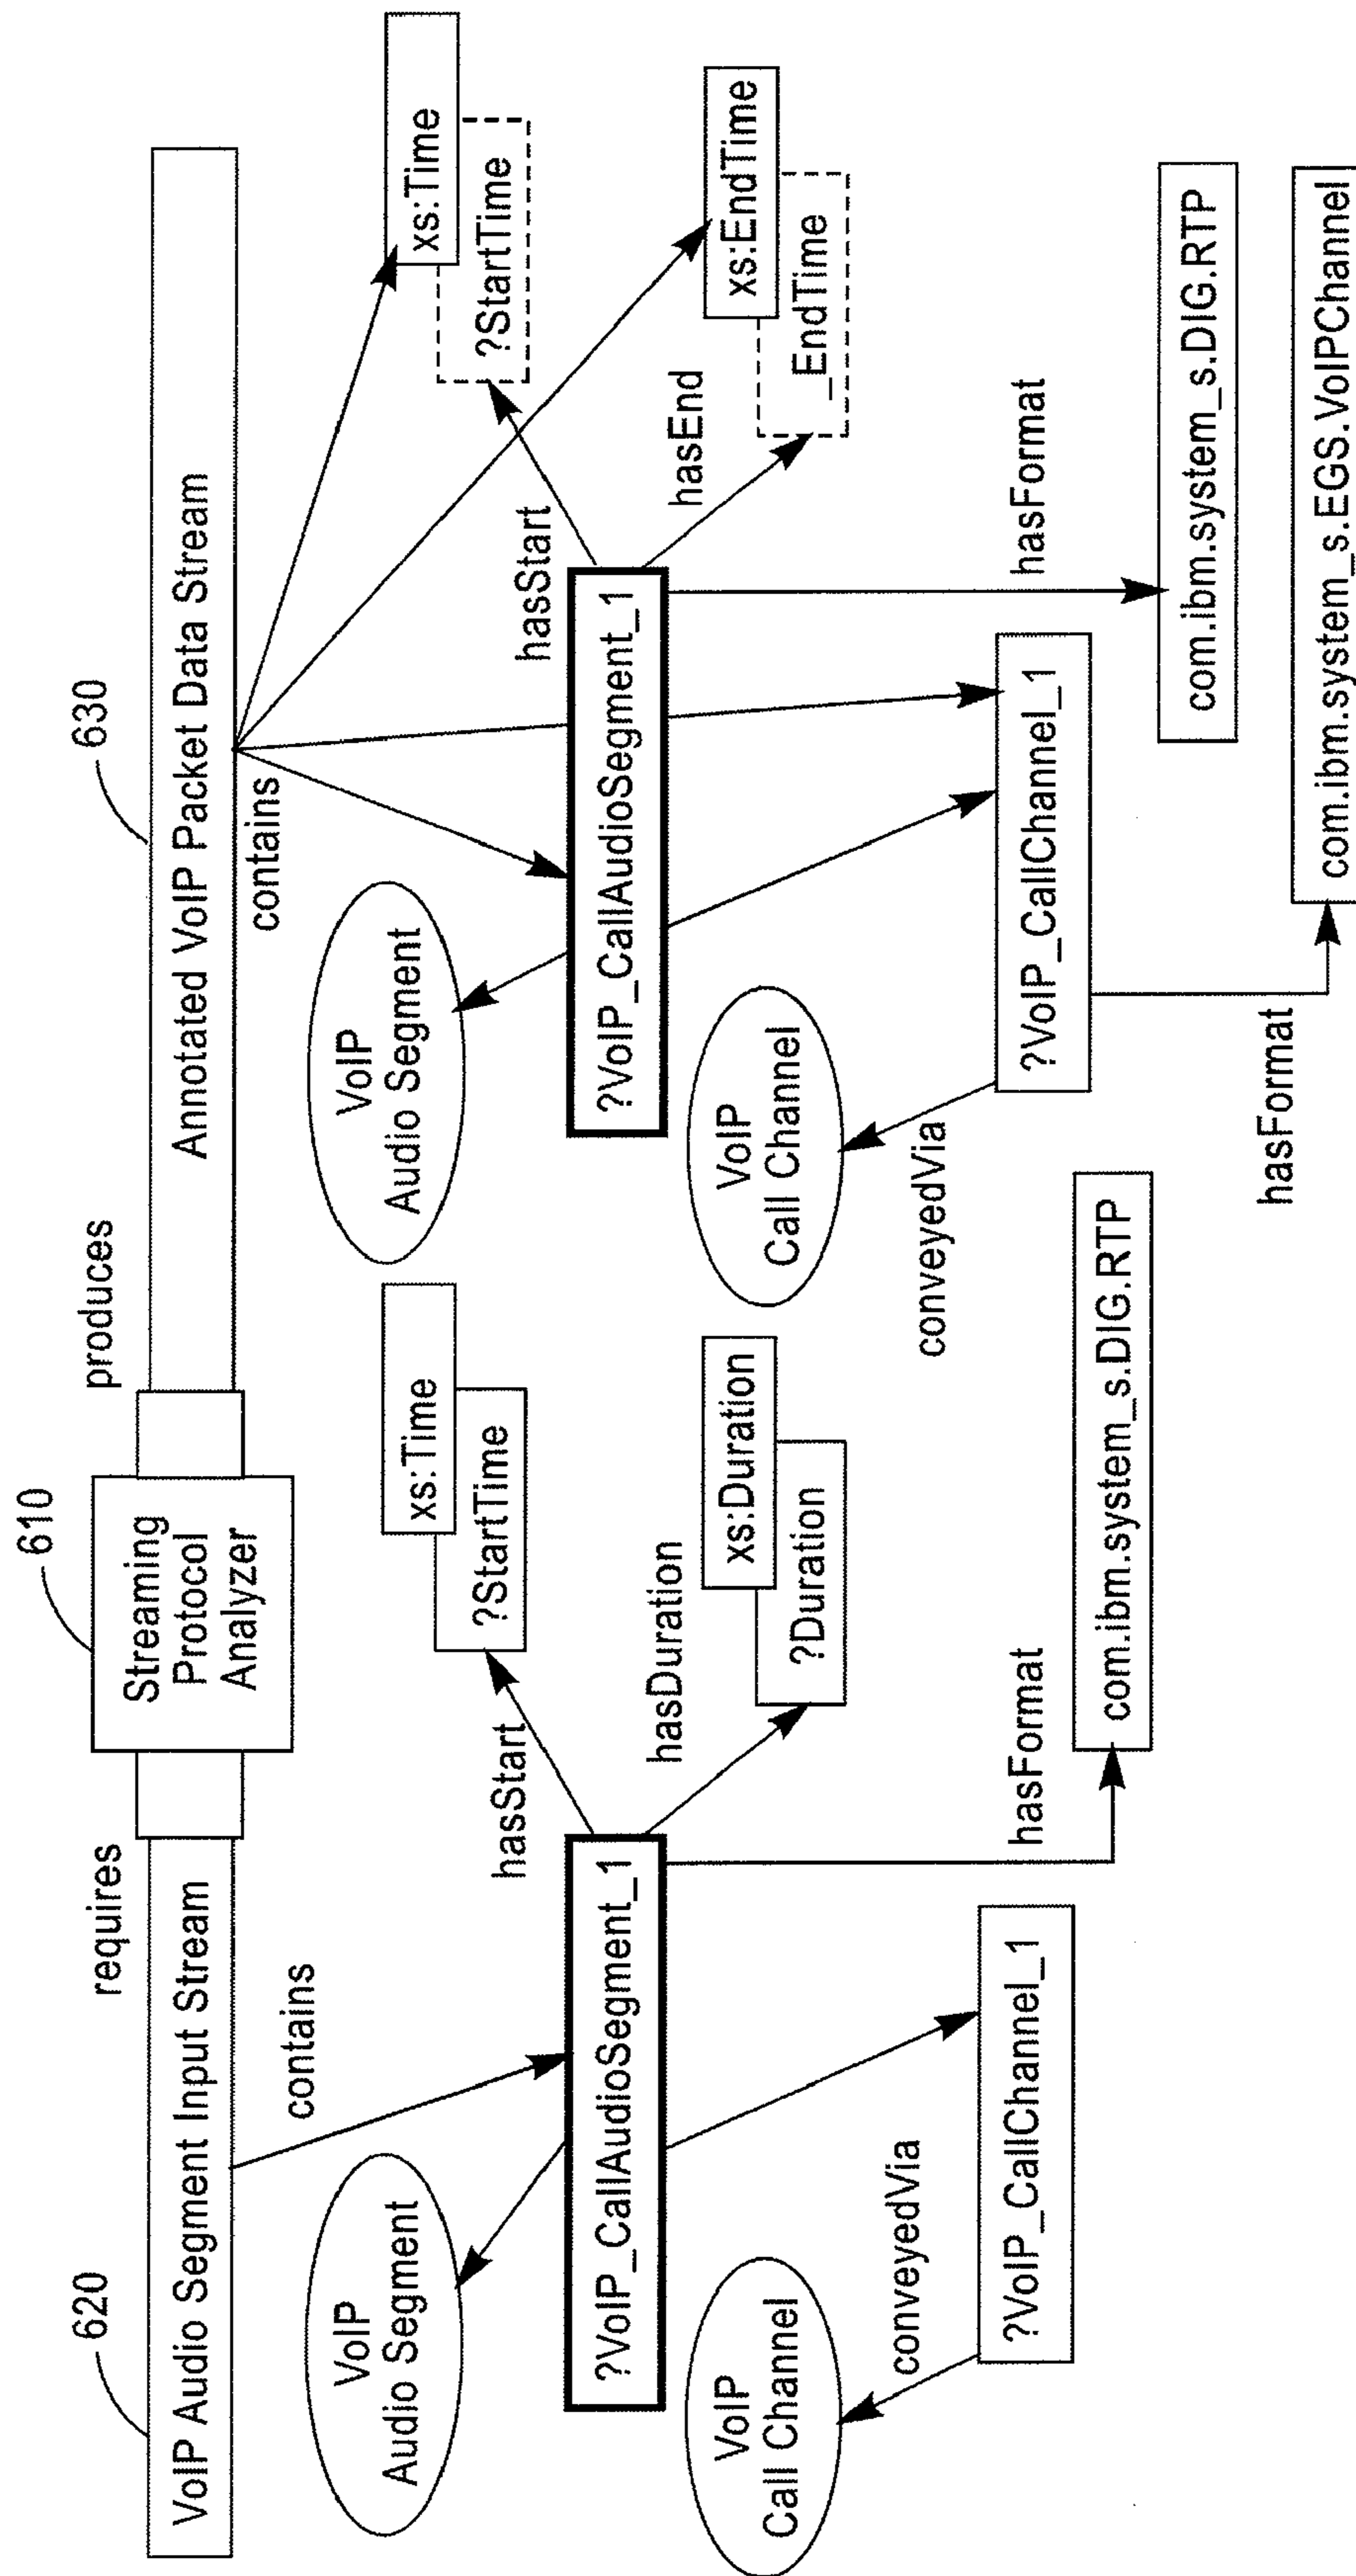 620
VoIP Audio Segment Input Stream
requires
610
Streaming
Protocol
Analyzer
produces
630
Annotated VoIP Packet Data Stream
contains
VoIP
Audio Segment
?VoIP_CallAudioSegment_1
hasStart
xs:Time
?StartTime
hasDuration
xs:Duration
?Duration
VoIP
Call Channel
conveyedVia
?VoIP_CallChannel_1
hasFormat
com.ibm.system_s.DIG.RTP
contains
VoIP
Audio Segment
?VoIP_CallAudioSegment_1
hasStart
xs:Time
?StartTime
hasEnd
xs:EndTime
_EndTime
VoIP
Call Channel
conveyedVia
?VoIP_CallChannel_1
hasFormat
com.ibm.system_s.DIG.RTP
hasFormat
com.ibm.system_s.EGS.VoIPChannel